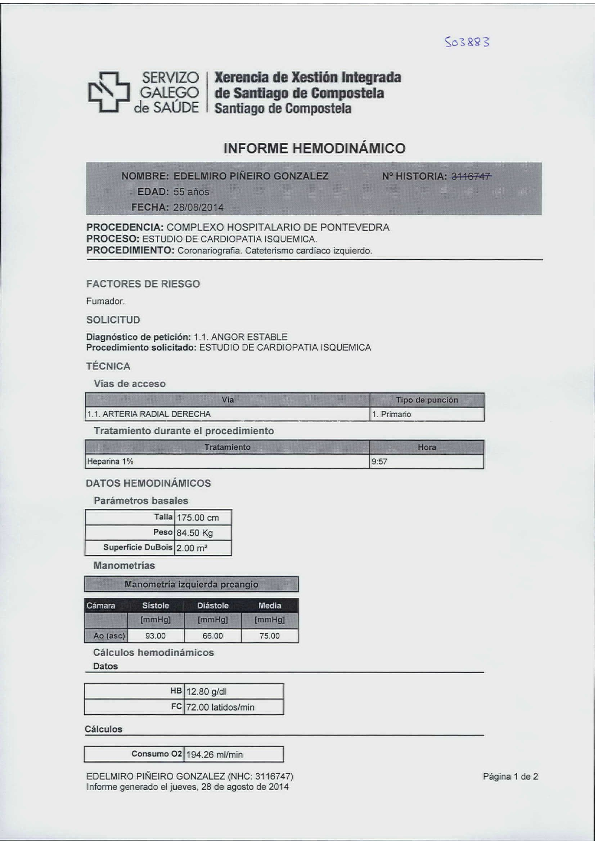 503883
SERVIZO
GALEGO
de SAÚDE
Xerencia de Xestión Integrada
de Santiago de Compostela
Santiago de Compostela
INFORME HEMODINÁMICO
NOMBRE: EDELMIRO PIÑEIRO GONZALEZ Nº HISTORIA: 3116747
EDAD: 55 años
FECHA: 28/08/2014
PROCEDENCIA: COMPLEXO HOSPITALARIO DE PONTEVEDRA
PROCESO: ESTUDIO DE CARDIOPATIA ISQUEMICA.
PROCEDIMIENTO: Coronariografia. Cateterismo cardíaco izquierdo.
FACTORES DE RIESGO
Fumador.
SOLICITUD
Diagnóstico de petición: 1.1. ANGOR ESTABLE
Procedimiento solicitado: ESTUDIO DE CARDIOPATIA ISQUEMICA
TÉCNICA
Vías de acceso
Via Tipo de punción
1.1. ARTERIA RADIAL DERECHA 1. Primario
Tratamiento durante el procedimiento
Tratamiento Hora
Heparina 1% 9:57
DATOS HEMODINÁMICOS
Parámetros basales
Talla 175.00 cm
Peso 84.50 Kg
Superficie DuBois 2.00 m²
Manometrías
Manometría izquierda preangio
Cámara Sístole Diástole Media
[mmHg] [mmHg] [mmHg]
Ao (asc) 93.00 66.00 75.00
Cálculos hemodinámicos
Datos
HB 12.80 g/dl
FC 72.00 latidos/min
Cálculos
Consumo O2 194.26 ml/min
EDELMIRO PIÑEIRO GONZALEZ (NHC: 3116747) Página 1 de 2
Informe generado el jueves, 28 de agosto de 2014